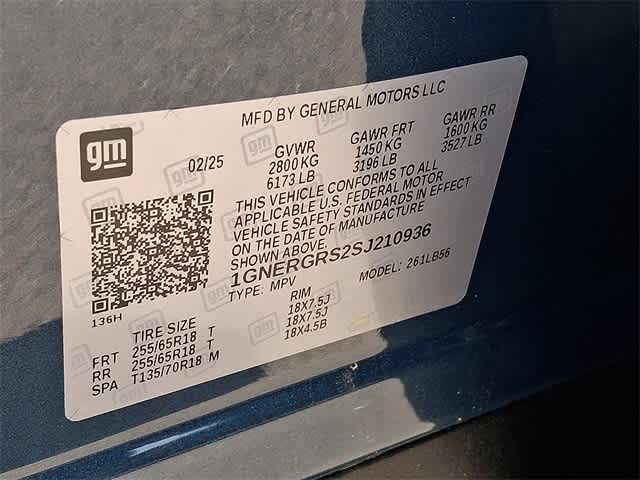 MFD BY GENERAL MOTORS LLC
gm
02/25
GVWR GAWR FRT GAWR RR
2800 KG 1450 KG 1600 KG
6173 LB 3196 LB 3527 LB
THIS VEHICLE CONFORMS TO ALL
APPLICABLE U.S. FEDERAL MOTOR
VEHICLE SAFETY STANDARDS IN EFFECT
ON THE DATE OF MANUFACTURE
SHOWN ABOVE.
1GNERGRS2SJ210936
TYPE: MPV MODEL: 261LB56
136H
TIRE SIZE RIM
FRT 255/65R18 T 18X7.5J
RR 255/65R18 T 18X7.5J
SPA T135/70R18 M 18X4.5B